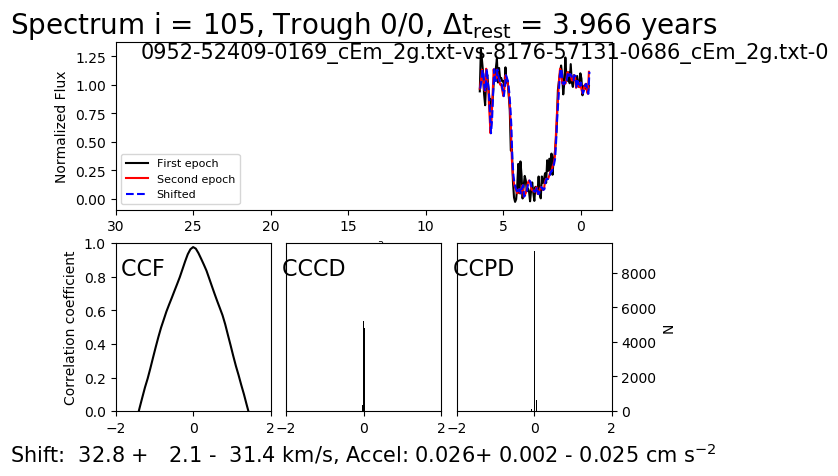 Spectrum i = 105, Trough 0/0, Δt_rest = 3.966 years
0952-52409-0169_cEm_2g.txt-vs-8176-57131-0686_cEm_2g.txt-0
Normalized Flux
1.25
1.00
0.75
0.50
0.25
0.00
First epoch
Second epoch
Shifted
30 25 20 15 10 5 0
Correlation coefficient
1.0
0.8
0.6
0.4
0.2
0.0
CCF
−2 0 2
CCCD
−2 0 2
CCPD
−2 0 2
8000
6000
4000
2000
0
N
Shift: 32.8 + 2.1 - 31.4 km/s, Accel: 0.026+ 0.002 - 0.025 cm s⁻²